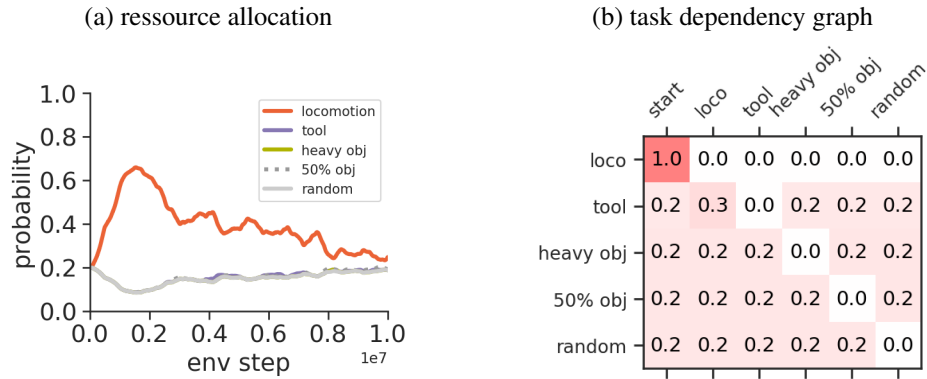 (a) ressource allocation
(b) task dependency graph
probability
1.0
0.8
0.6
0.4
0.2
0.0
0.0 0.2 0.4 0.6 0.8 1.0
env step
1e7
locomotion
tool
heavy obj
50% obj
random
start loco tool heavy obj 50% obj random
loco 1.0 0.0 0.0 0.0 0.0 0.0
tool 0.2 0.3 0.0 0.2 0.2 0.2
heavy obj 0.2 0.2 0.2 0.0 0.2 0.2
50% obj 0.2 0.2 0.2 0.2 0.0 0.2
random 0.2 0.2 0.2 0.2 0.2 0.0